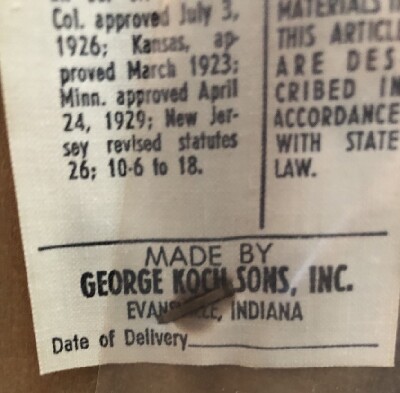 Col. approved July 3,
1926; Kansas, ap-
proved March 1923;
Minn. approved April
24, 1929; New Jer-
sey revised statutes
26; 10-6 to 18.
MATERIALS
THIS ARTICL
ARE DES
CRIBED IN
ACCORDANCE
WITH STATE
LAW.
MADE BY
GEORGE KOCH SONS, INC.
INDIANA
Date of Delivery